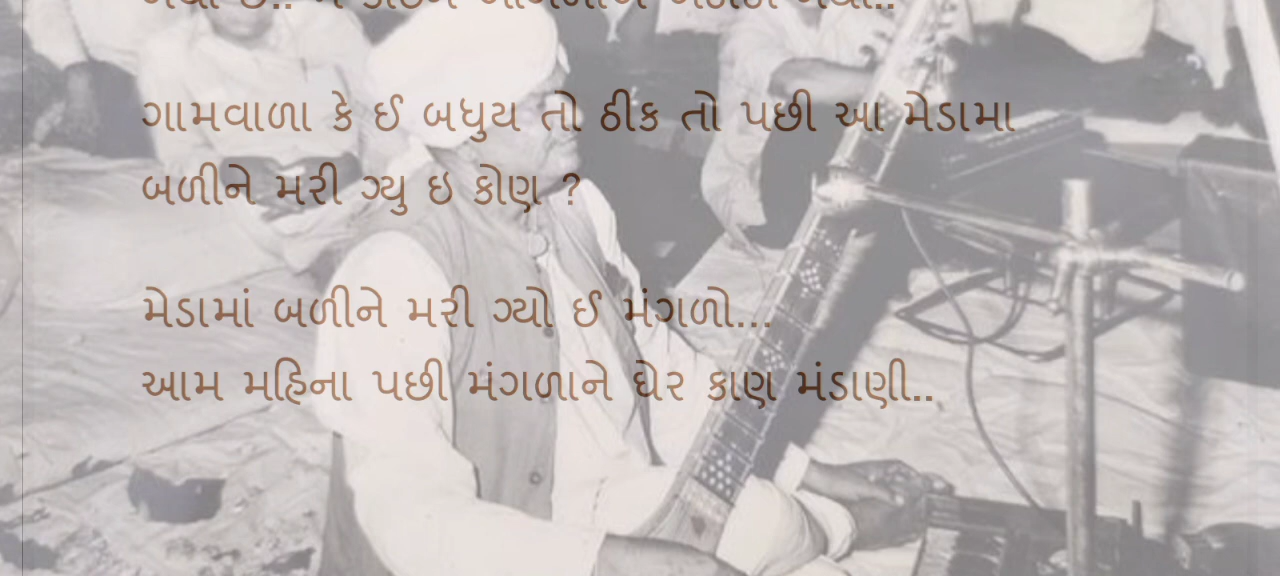 ગામવાળા કે ઈ બધુય તો ઠીક તો પછી આ મેડામા
બળીને મરી ગ્યુ ઇ કોણ ?
મેડામાં બળીને મરી ગ્યો ઈ મંગળો...
આમ મહિના પછી મંગળાને ઘેર કાણ મંડાણી..